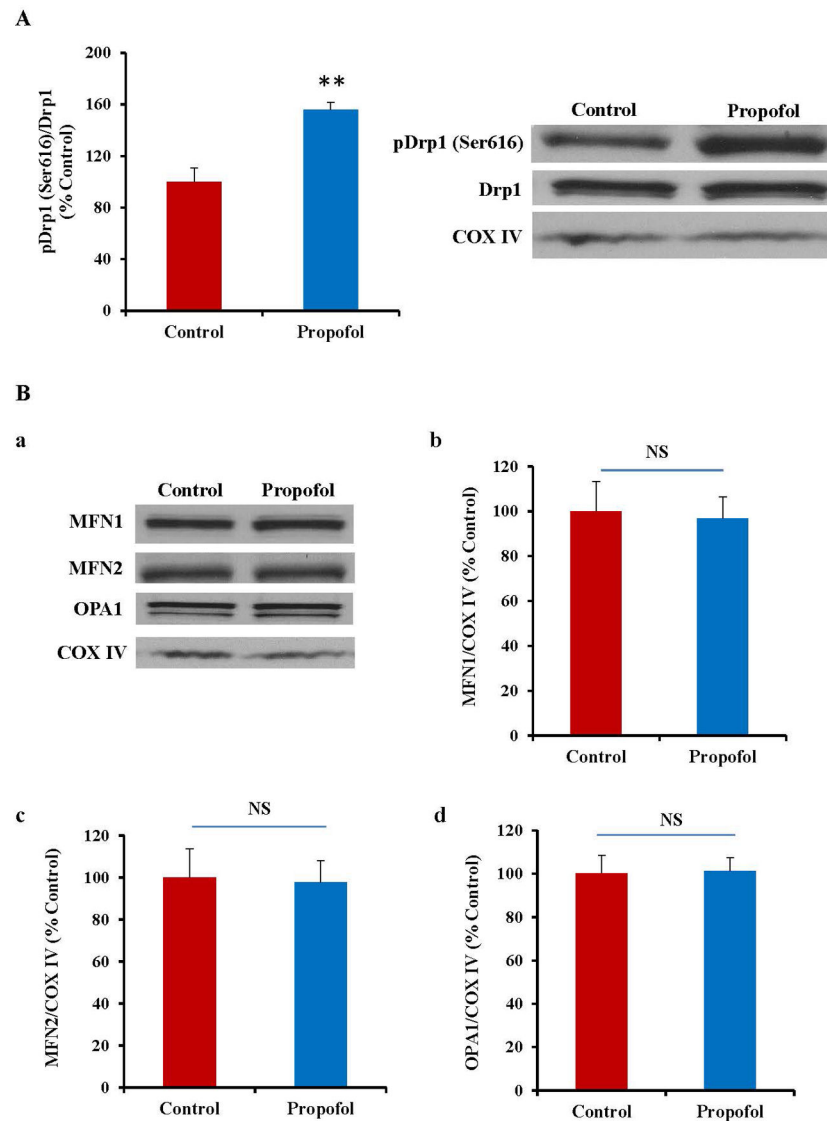 A
pDrp1 (Ser616)/Drp1
(% Control)
200
160
120
80
40
0
**
Control
Propofol
Control Propofol
pDrp1 (Ser616)
Drp1
COX IV
B
a
Control Propofol
MFN1
MFN2
OPA1
COX IV
b
MFN1/COX IV (% Control)
120
100
80
60
40
20
0
NS
Control Propofol
c
MFN2/COX IV (% Control)
120
100
80
60
40
20
0
NS
Control Propofol
d
OPA1/COX IV (% Control)
120
100
80
60
40
20
0
NS
Control Propofol